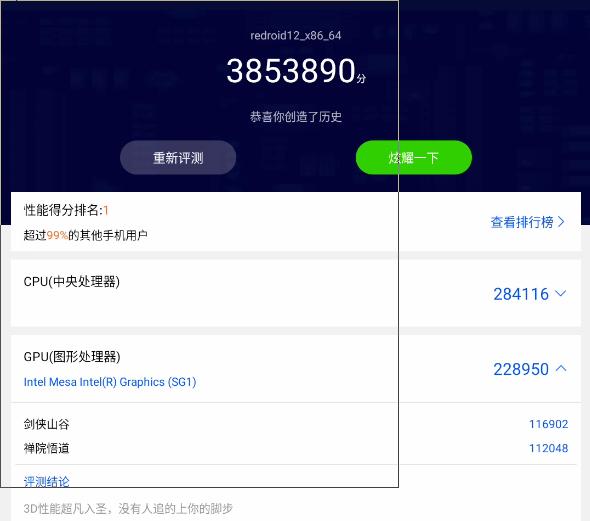 redroid12_x86_64
3853890分
恭喜你创造了历史
重新评测 炫耀一下
性能得分排名:1
超过99%的其他手机用户
查看排行榜
CPU(中央处理器)
284116
GPU(图形处理器)
Intel Mesa Intel(R) Graphics (SG1)
228950
剑侠山谷 116902
禅院悟道 112048
评测结论
3D性能超凡入圣，没有人追的上你的脚步